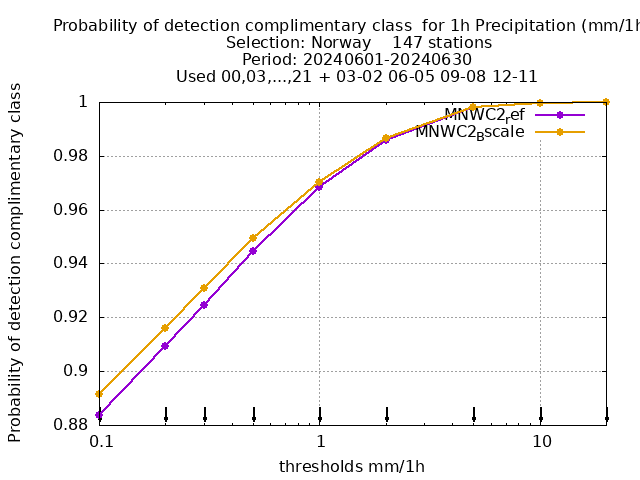 Probability of detection complimentary class  for 1h Precipitation (mm/1h
Selection: Norway    147 stations
Period: 20240601-20240630
Used 00,03,...,21 + 03-02 06-05 09-08 12-11
Probability of detection complimentary class
1
0.98
0.96
0.94
0.92
0.9
0.88
MNWC2ref
MNWC2Bscale
0.1
1
10
thresholds mm/1h